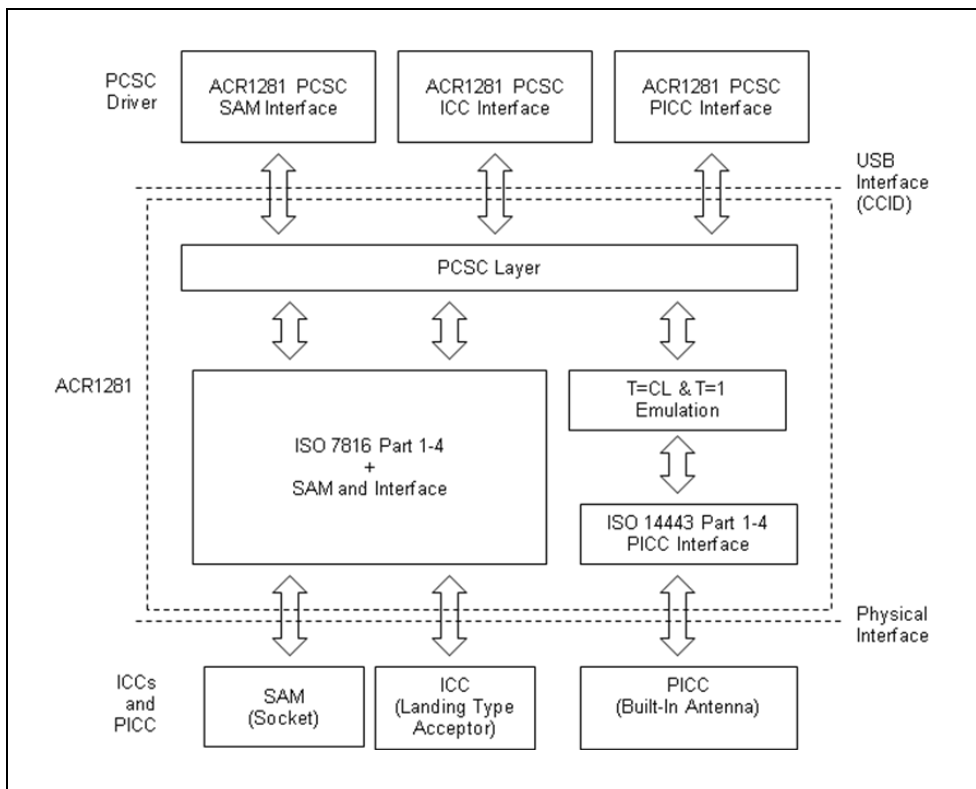 PCSC
Driver
ACR1281 PCSC
SAM Interface
ACR1281 PCSC
ICC Interface
ACR1281 PCSC
PICC Interface
USB
Interface
(CCID)
PCSC Layer
ACR1281
ISO 7816 Part 1-4
+
SAM and Interface
T=CL & T=1
Emulation
ISO 14443 Part 1-4
PICC Interface
Physical
Interface
ICCs
and
PICC
SAM
(Socket)
ICC
(Landing Type
Acceptor)
PICC
(Built-In Antenna)